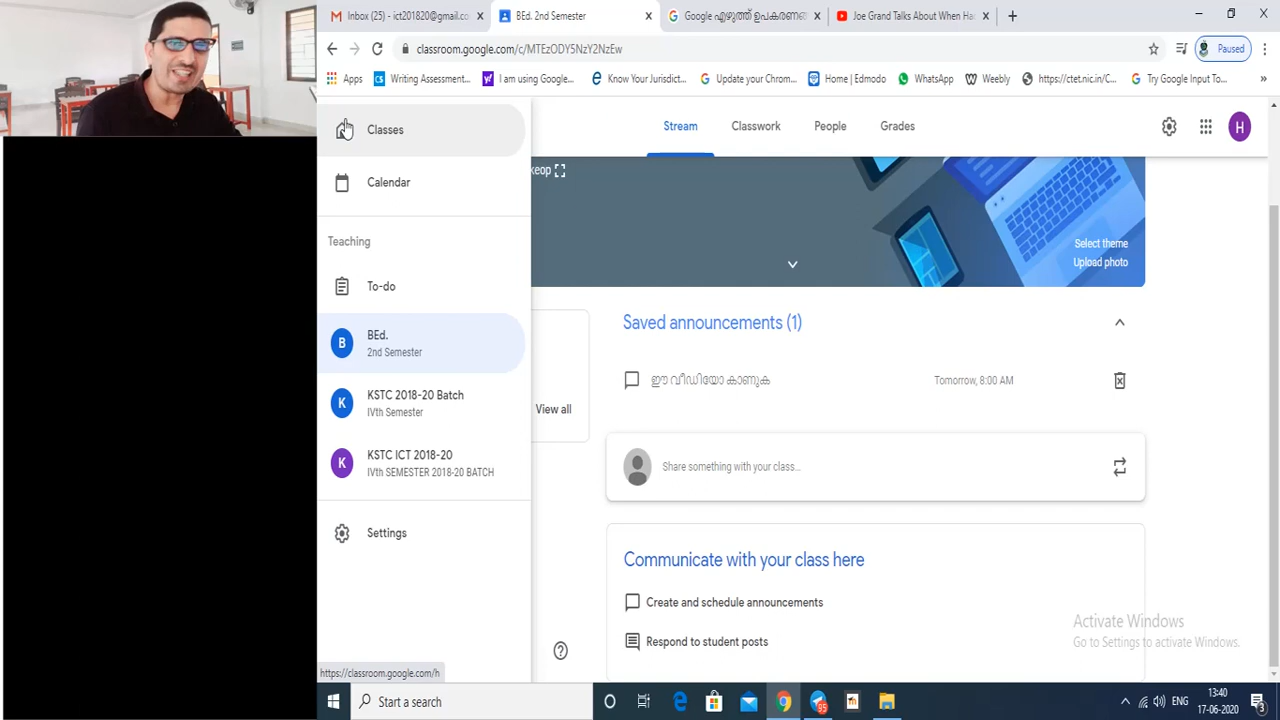 Inbox (25) - ict201820@gmail.c
BEd. 2nd Semester
Google എഴുത്ത് ഉപകരണങ്ങ
Joe Grand Talks About When Hac
classroom.google.com/c/MTEzODY5NzY2NzEw
Paused
Apps
Writing Assessment...
I am using Google...
Know Your Jurisdict...
Update your Chrom...
Home | Edmodo
WhatsApp
Weebly
https://ctet.nic.in/C...
Try Google Input To...
Classes
Stream
Classwork
People
Grades
H
Calendar
Teaching
To-do
B
BEd.
2nd Semester
K
KSTC 2018-20 Batch
IVth Semester
K
KSTC ICT 2018-20
IVth SEMESTER 2018-20 BATCH
Settings
Select theme
Upload photo
Saved announcements (1)
ഈ വീഡിയോ കാണുക
Tomorrow, 8:00 AM
View all
Share something with your class...
Communicate with your class here
Create and schedule announcements
Respond to student posts
Activate Windows
Go to Settings to activate Windows.
https://classroom.google.com/h
Start a search
95
ENG
13:40
17-06-2020
3